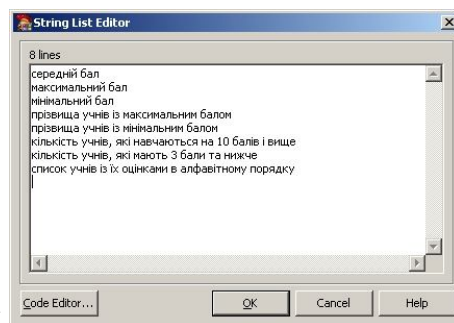 String List Editor
8 lines
середній бал
максимальний бал
мінімальний бал
прізвища учнів із максимальним балом
прізвища учнів із мінімальним балом
кількість учнів, які навчаються на 10 балів і вище
кількість учнів, які мають 3 бали та нижче
список учнів із їх оцінками в алфавітному порядку
Code Editor...
OK
Cancel
Help